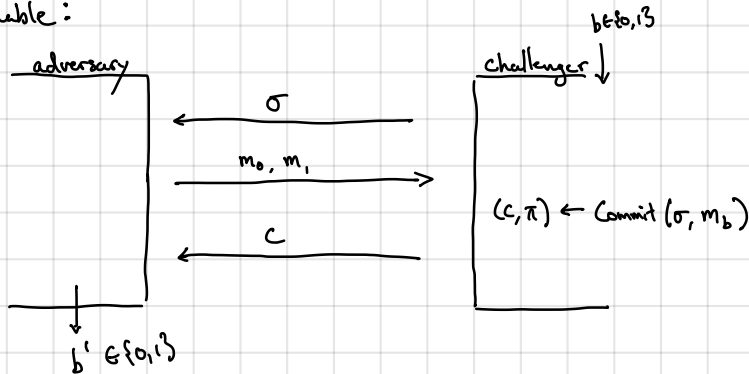 b∈{0,1}
adversary
challenger
σ
m₀, m₁
(c, π) ← Commit (σ, m_b)
c
b' ∈ {0,1}